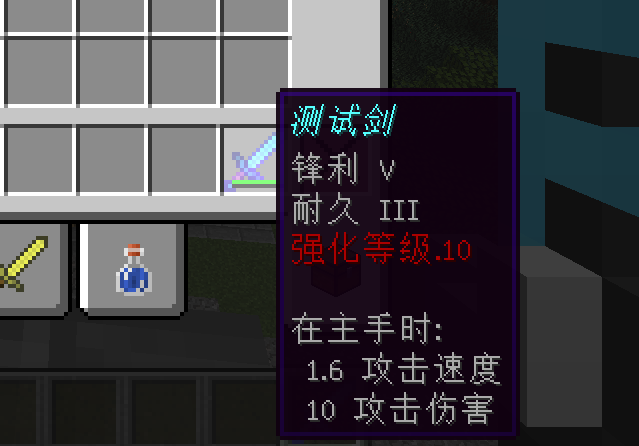 测试剑
锋利 V
耐久 III
强化等级.10
在主手时:
1.6 攻击速度
10 攻击伤害